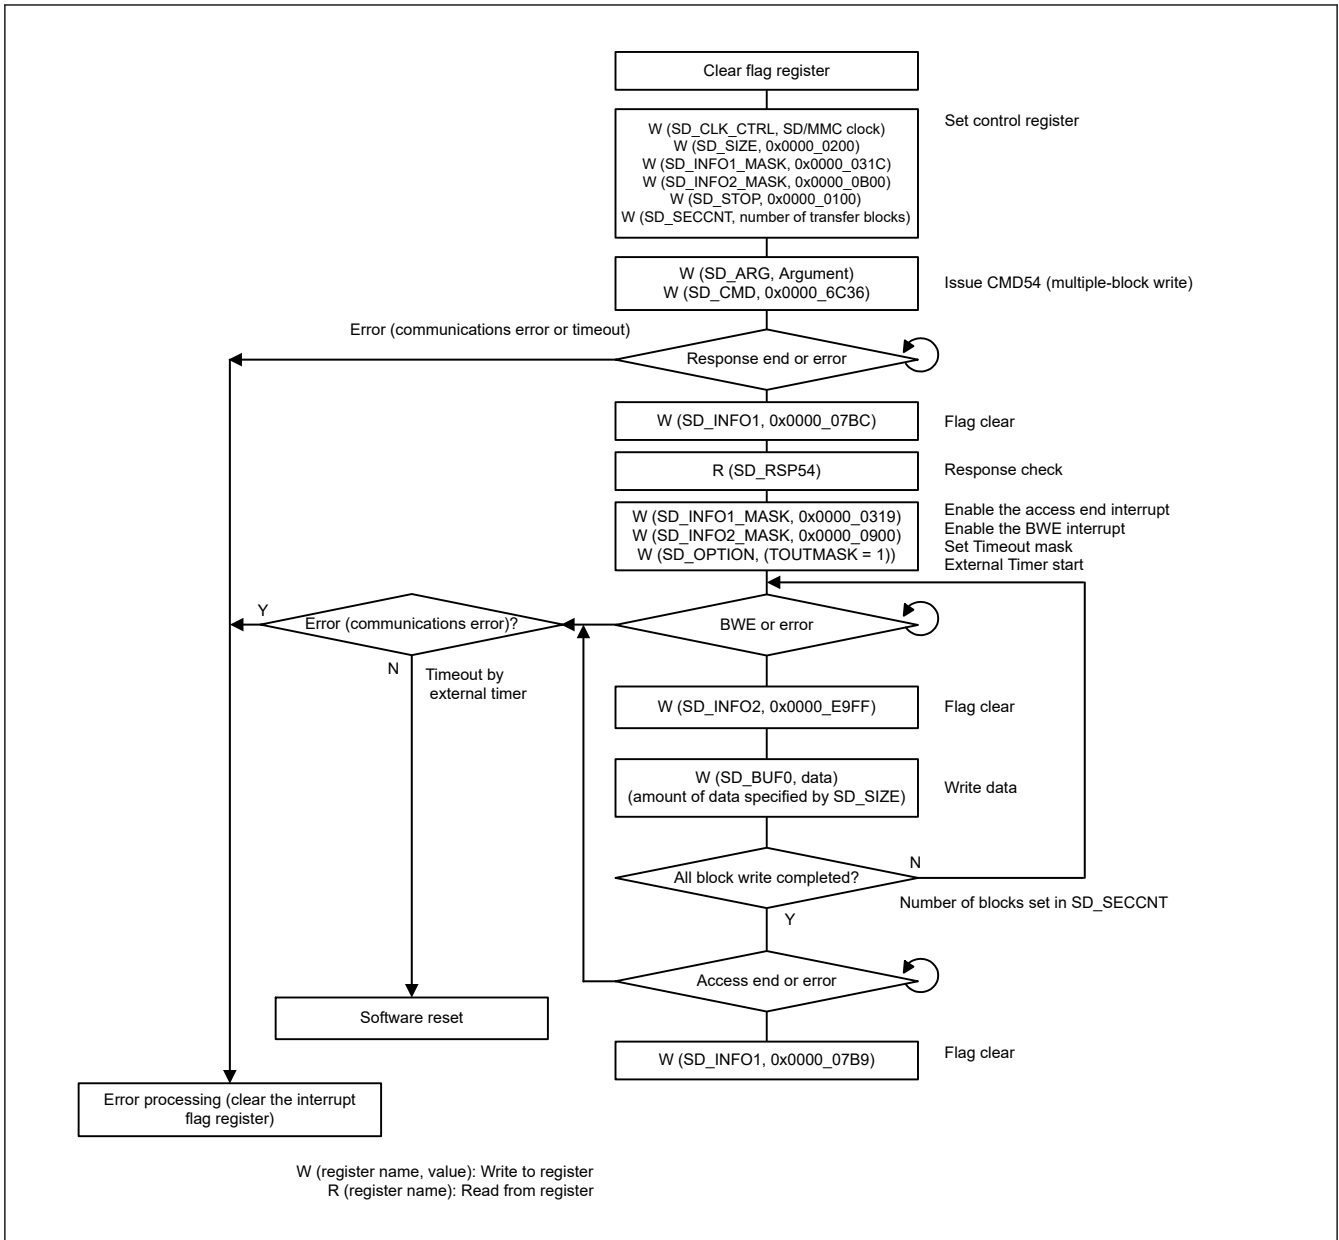 Clear flag register
W (SD_CLK_CTRL, SD/MMC clock)
W (SD_SIZE, 0x0000_0200)
W (SD_INFO1_MASK, 0x0000_031C)
W (SD_INFO2_MASK, 0x0000_0B00)
W (SD_STOP, 0x0000_0100)
W (SD_SECCNT, number of transfer blocks)
Set control register
W (SD_ARG, Argument)
W (SD_CMD, 0x0000_6C36)
Issue CMD54 (multiple-block write)
Error (communications error or timeout)
Response end or error
W (SD_INFO1, 0x0000_07BC)
Flag clear
R (SD_RSP54)
Response check
W (SD_INFO1_MASK, 0x0000_0319)
W (SD_INFO2_MASK, 0x0000_0900)
W (SD_OPTION, (TOUTMASK = 1))
Enable the access end interrupt
Enable the BWE interrupt
Set Timeout mask
External Timer start
Y
Error (communications error)?
BWE or error
N
Timeout by
external timer
W (SD_INFO2, 0x0000_E9FF)
Flag clear
W (SD_BUF0, data)
(amount of data specified by SD_SIZE)
Write data
All block write completed?
N
Number of blocks set in SD_SECCNT
Y
Access end or error
Software reset
W (SD_INFO1, 0x0000_07B9)
Flag clear
Error processing (clear the interrupt
flag register)
W (register name, value): Write to register
R (register name): Read from register